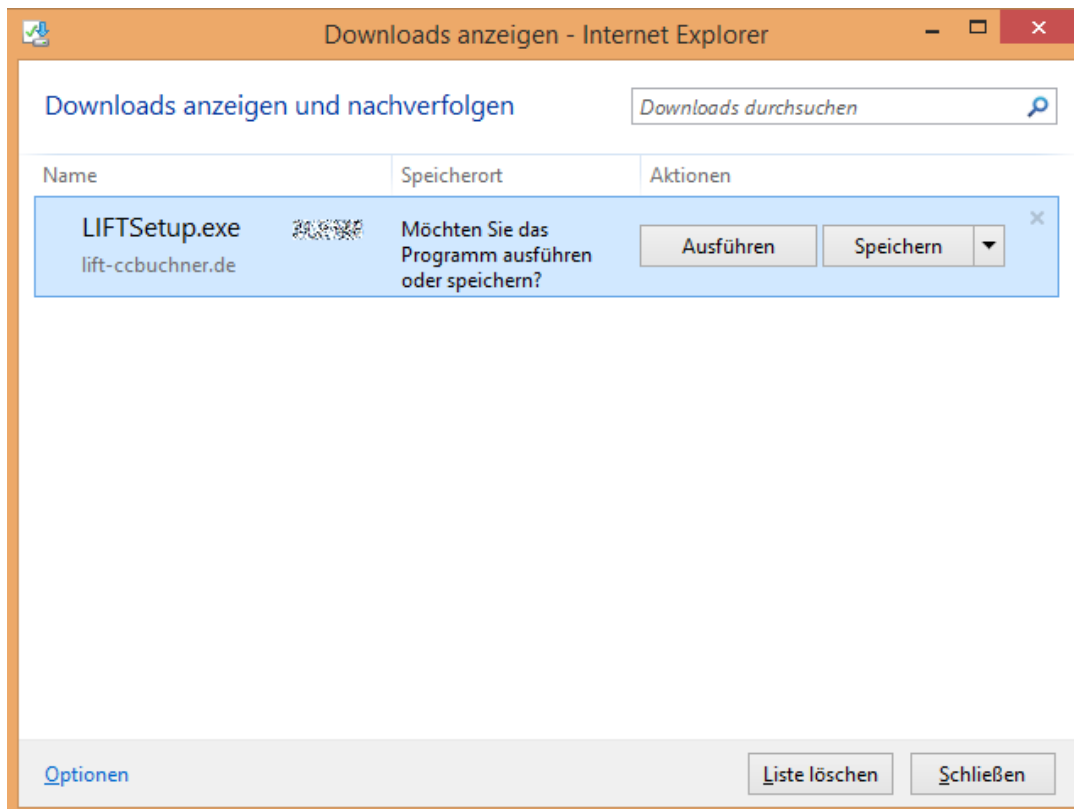 Downloads anzeigen - Internet Explorer
Downloads anzeigen und nachverfolgen
Downloads durchsuchen
Name Speicherort Aktionen
LIFTSetup.exe
lift-ccbuchner.de
Möchten Sie das
Programm ausführen
oder speichern?
Ausführen Speichern
Optionen
Liste löschen Schließen